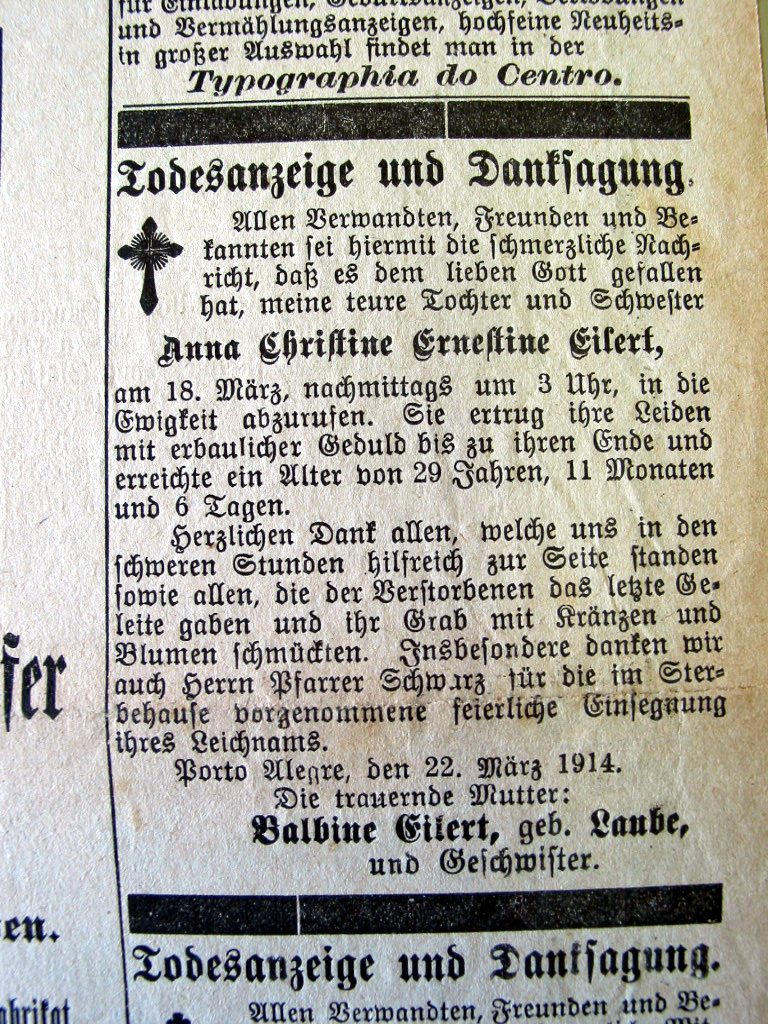 für Einladungen, Geburtsanzeigen, Verlobungen
und Vermählungsanzeigen, hochfeine Neuheits-
in großer Auswahl findet man in der
Typographia do Centro.
Todesanzeige und Danksagung.
Allen Verwandten, Freunden und Be-
kannten sei hiermit die schmerzliche Nach-
richt, daß es dem lieben Gott gefallen
hat, meine teure Tochter und Schwester
Anna Christine Ernestine Eilert,
am 18. März, nachmittags um 3 Uhr, in die
Ewigkeit abzurufen. Sie ertrug ihre Leiden
mit erbaulicher Geduld bis zu ihren Ende und
erreichte ein Alter von 29 Jahren, 11 Monaten
und 6 Tagen.
Herzlichen Dank allen, welche uns in den
schweren Stunden hilfreich zur Seite standen
sowie allen, die der Verstorbenen das letzte Ge-
leite gaben und ihr Grab mit Kränzen und
Blumen schmückten. Insbesondere danken wir
auch Herrn Pfarrer Schwarz für die im Ster-
behause vorgenommene feierliche Einsegnung
ihres Leichnams.
Porto Alegre, den 22. März 1914.
Die trauernde Mutter:
Balbine Eilert, geb. Laube,
und Geschwister.
Todesanzeige und Danksagung.
Allen Verwandten, Freunden und Be-
fer
en.